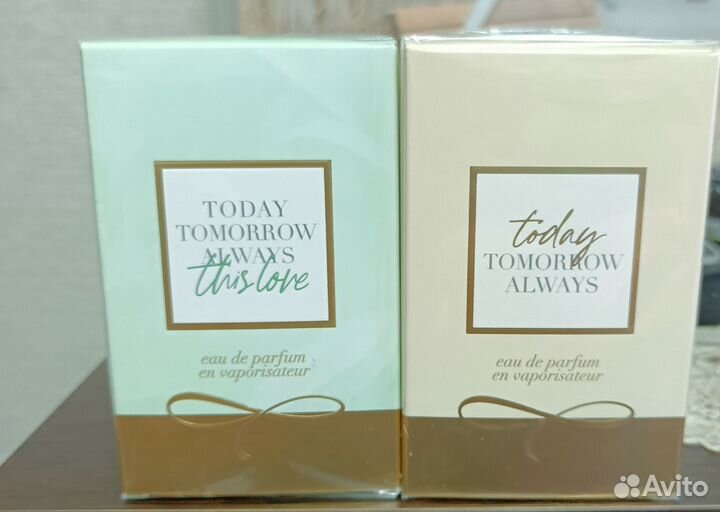 TODAY
TOMORROW
ALWAYS
this love
eau de parfum
en vaporisateur
today
TOMORROW
ALWAYS
eau de parfum
en vaporisateur
Avito